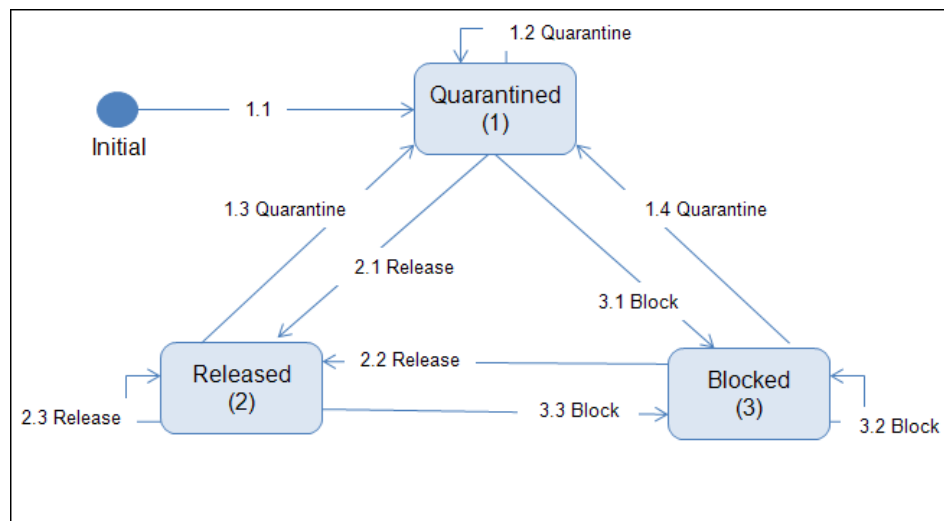 1.2 Quarantine
Quarantined
(1)
1.1
Initial
1.3 Quarantine
1.4 Quarantine
2.1 Release
3.1 Block
2.2 Release
Released
(2)
Blocked
(3)
2.3 Release
3.3 Block
3.2 Block